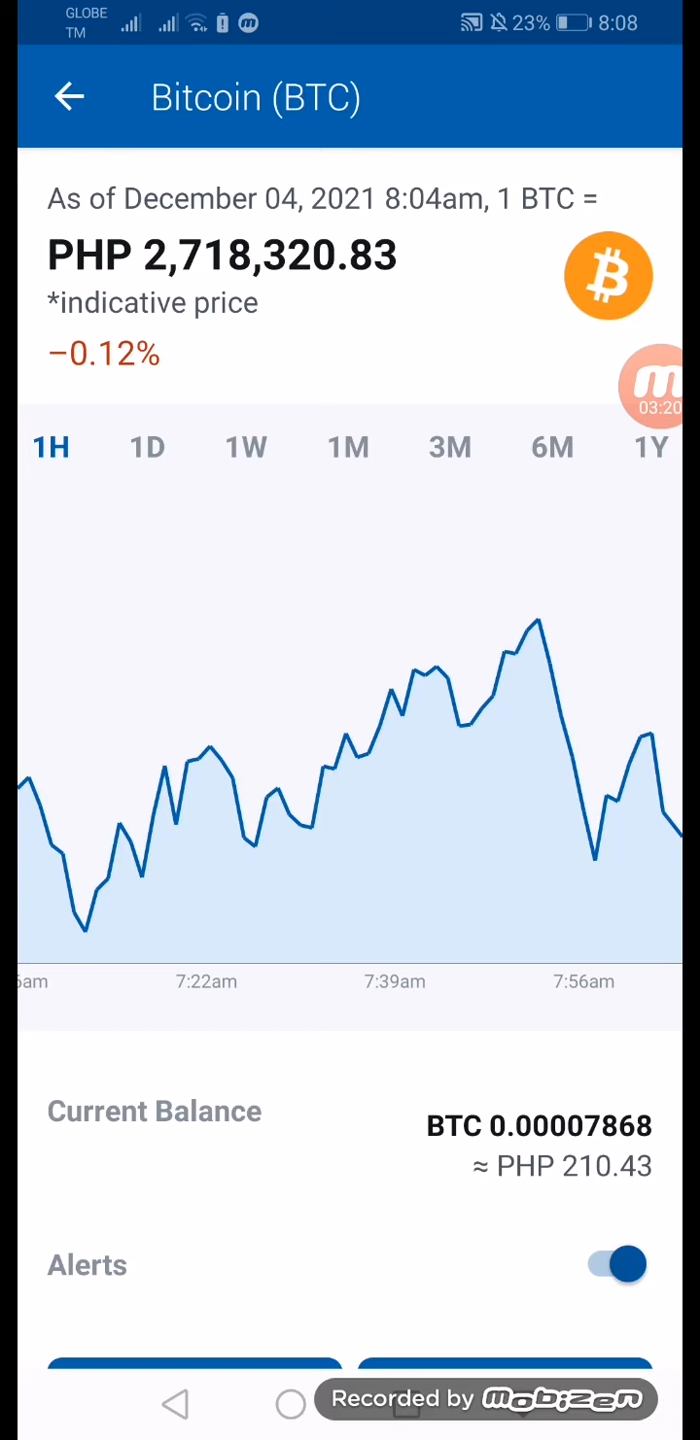 GLOBE
TM
23% 8:08
Bitcoin (BTC)
As of December 04, 2021 8:04am, 1 BTC =
PHP 2,718,320.83
*indicative price
−0.12%
m
03:20
1H 1D 1W 1M 3M 6M 1Y
7:22am 7:39am 7:56am
Current Balance
BTC 0.00007868
≈ PHP 210.43
Alerts
Recorded by mobizen